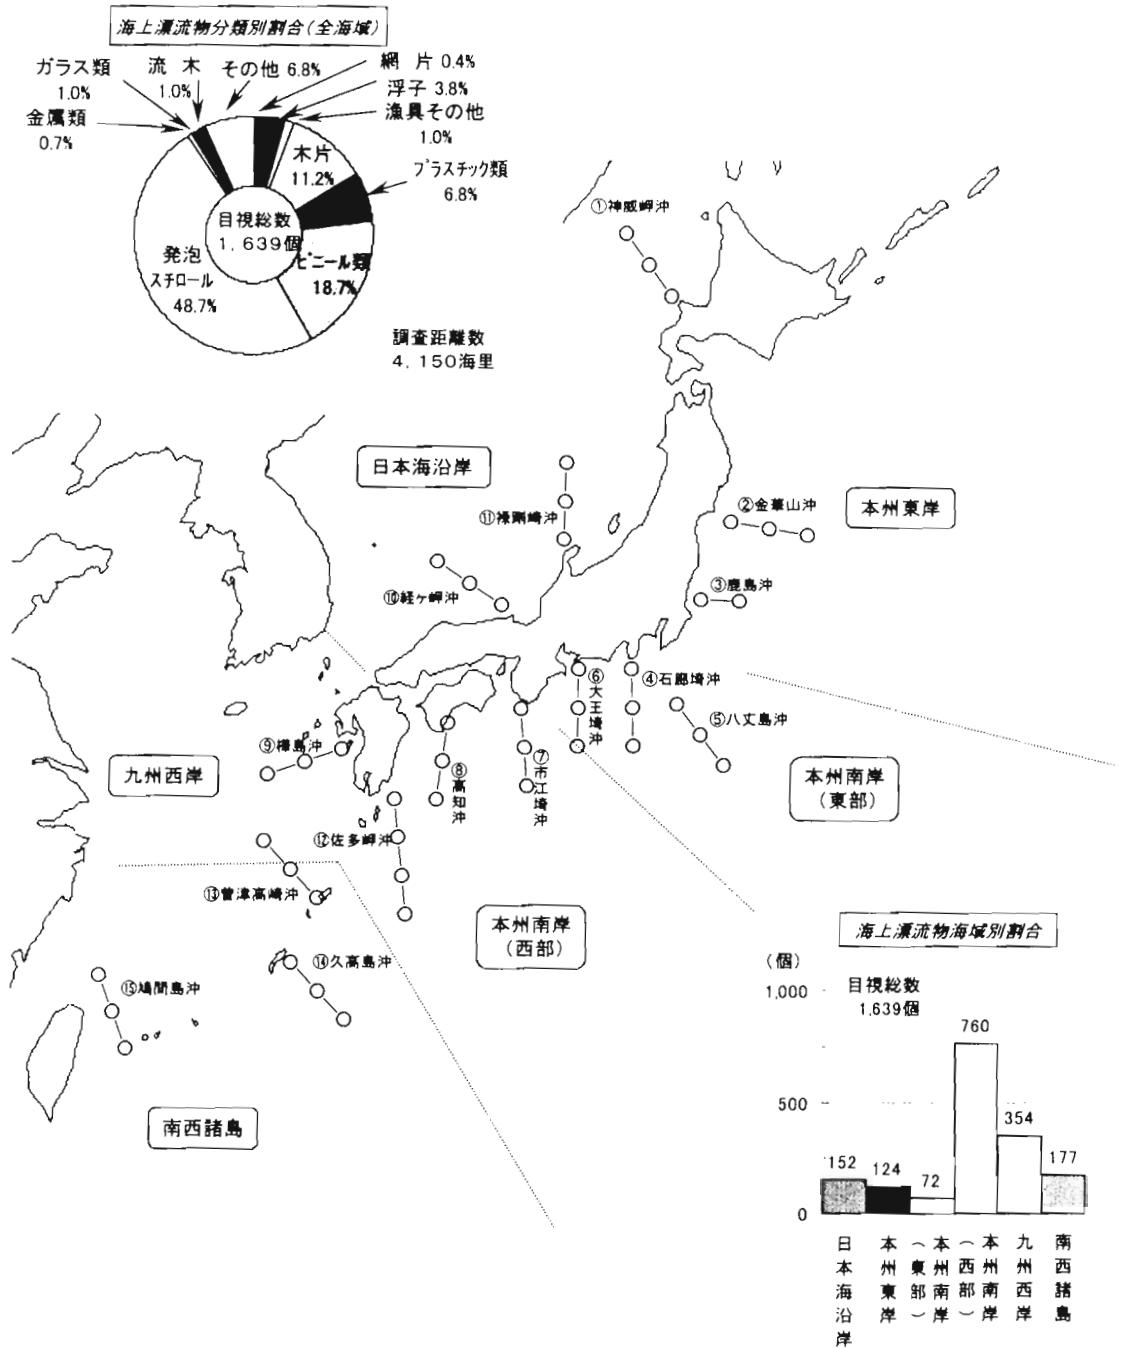 海上漂流物分類別割合(全海域)
ガラス類
1.0%
流木
1.0%
その他 6.8%
網片 0.4%
浮子 3.8%
漁具その他
1.0%
金属類
0.7%
木片
11.2%
プラスチック類
6.8%
目視総数
1,639個
発泡
スチロール
48.7%
ビニール類
18.7%
調査距離数
4,150海里
①神威岬沖
日本海沿岸
⑪禄剛崎沖
②金華山沖
本州東岸
⑩経ヶ岬沖
③鹿島沖
⑥大王埼沖
④石廊埼沖
⑤八丈島沖
⑨樺島沖
九州西岸
⑧高知沖
⑦市江埼沖
本州南岸
(東部)
⑫佐多岬沖
⑬曽津高崎沖
本州南岸
(西部)
⑭久高島沖
⑮鳩間島沖
南西諸島
海上漂流物海域別割合
(個)
1,000
目視総数
1,639個
760
500
354
152
124
72
177
0
日本海沿岸
本州東岸
本州南岸
(東部)
本州南岸
(西部)
九州西岸
南西諸島